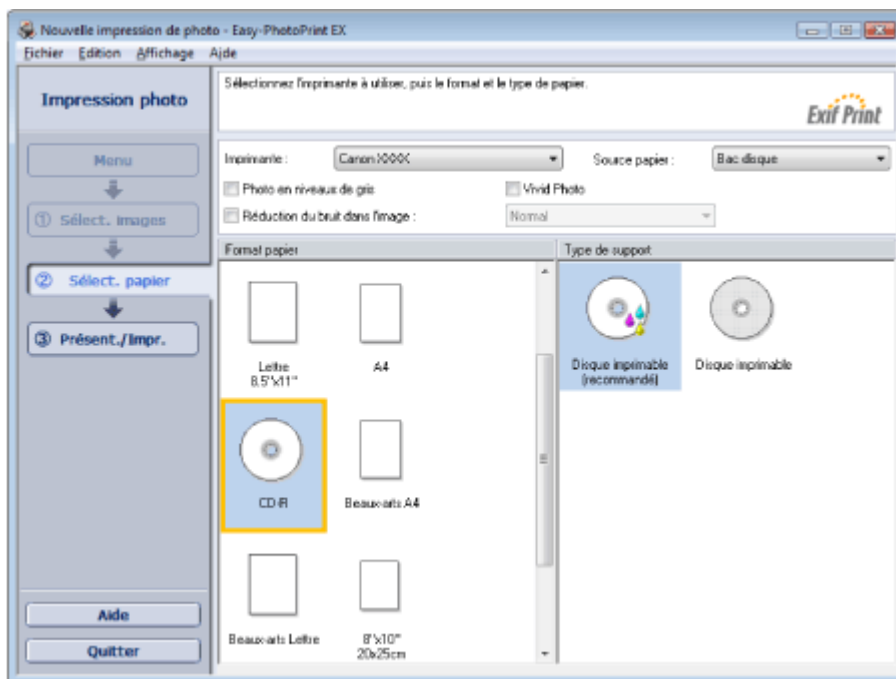 Nouvelle impression de photo - Easy-PhotoPrint EX
Fichier Edition Affichage Aide
Impression photo
Sélectionnez l'imprimante à utiliser, puis le format et le type de papier.
Exif Print
Menu
Imprimante : Canon XXXX Source papier : Bac disque
Photo en niveaux de gris Vivid Photo
① Sélect. images
Réduction du bruit dans l'image : Normal
Format papier Type de support
② Sélect. papier
③ Présent./Impr.
Lettre
8.5"x11"
A4
Disque imprimable
(recommandé)
Disque imprimable
CD-R
Beaux-arts A4
Beaux-arts Lettre
8"x10"
20x25cm
Aide
Quitter